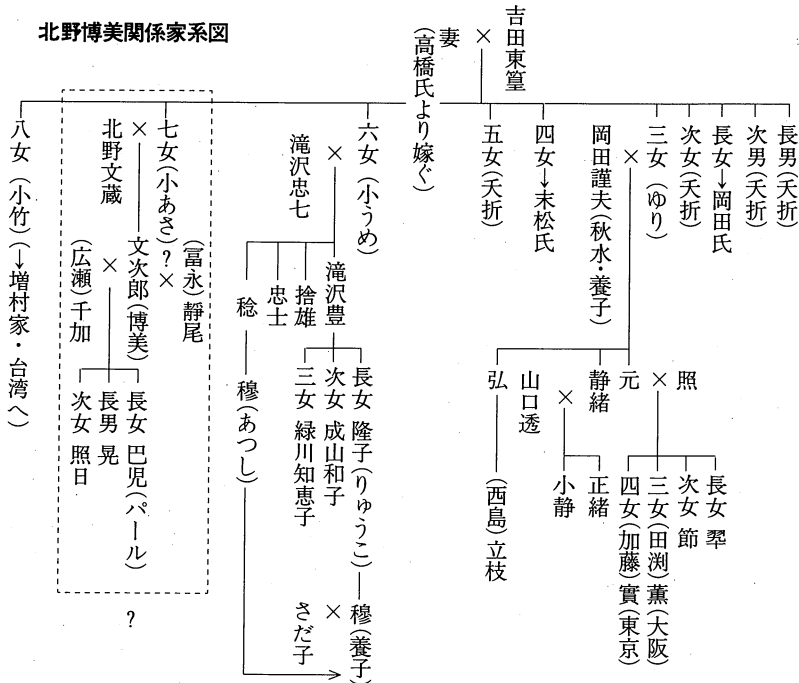 北野博美関係家系図
吉田東篁
×
妻
(高橋氏より嫁ぐ)
長男(夭折)
次男(夭折)
長女→岡田氏
次女(夭折)
三女(ゆり)
×
岡田謹夫(秋水・養子)
四女→末松氏
五女(夭折)
六女(小うめ)
×
滝沢忠七
七女(小あさ)
×
北野文蔵
八女(小竹)(→増村家・台湾へ)
照
×
元
静緒
×
山口透
弘
(西島)立枝
長女 翆
次女 節
三女(田渕)薫(大阪)
四女(加藤)實(東京)
正緒
小静
滝沢豊
捨雄
忠士
稔
穆(あつし)
長女 隆子(りゅうこ)
次女 成山和子
三女 緑川知恵子
穆(養子)
×
さだ子
(冨永)靜尾
?×
文次郎(博美)
×
(広瀬)千加
長女 巴児(パール)
長男 晃
次女 照日
?